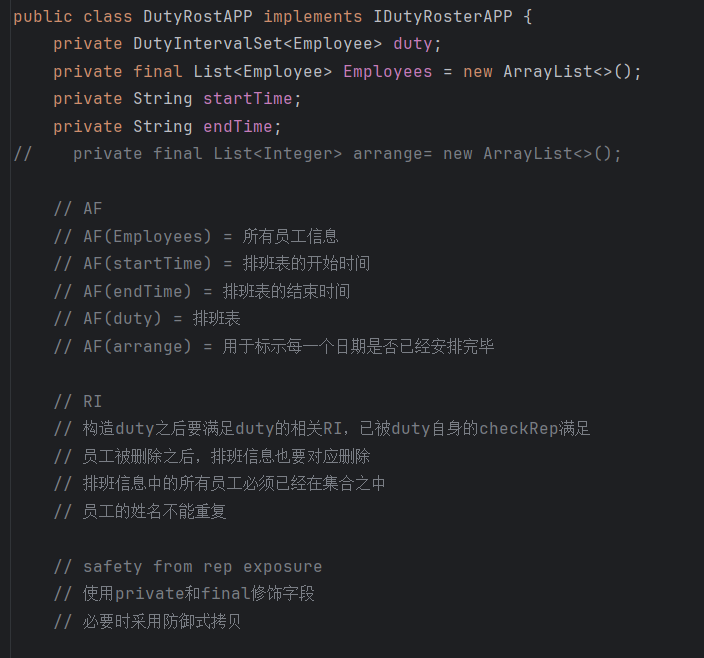 public class DutyRostAPP implements IDutyRosterAPP {
    private DutyIntervalSet<Employee> duty;
    private final List<Employee> Employees = new ArrayList<>();
    private String startTime;
    private String endTime;
//    private final List<Integer> arrange= new ArrayList<>();
    // AF
    // AF(Employees) = 所有员工信息
    // AF(startTime) = 排班表的开始时间
    // AF(endTime) = 排班表的结束时间
    // AF(duty) = 排班表
    // AF(arrange) = 用于标示每一个日期是否已经安排完毕
    // RI
    // 构造duty之后要满足duty的相关RI，已被duty自身的checkRep满足
    // 员工被删除之后，排班信息也要对应删除
    // 排班信息中的所有员工必须已经在集合之中
    // 员工的姓名不能重复
    // safety from rep exposure
    // 使用private和final修饰字段
    // 必要时采用防御式拷贝